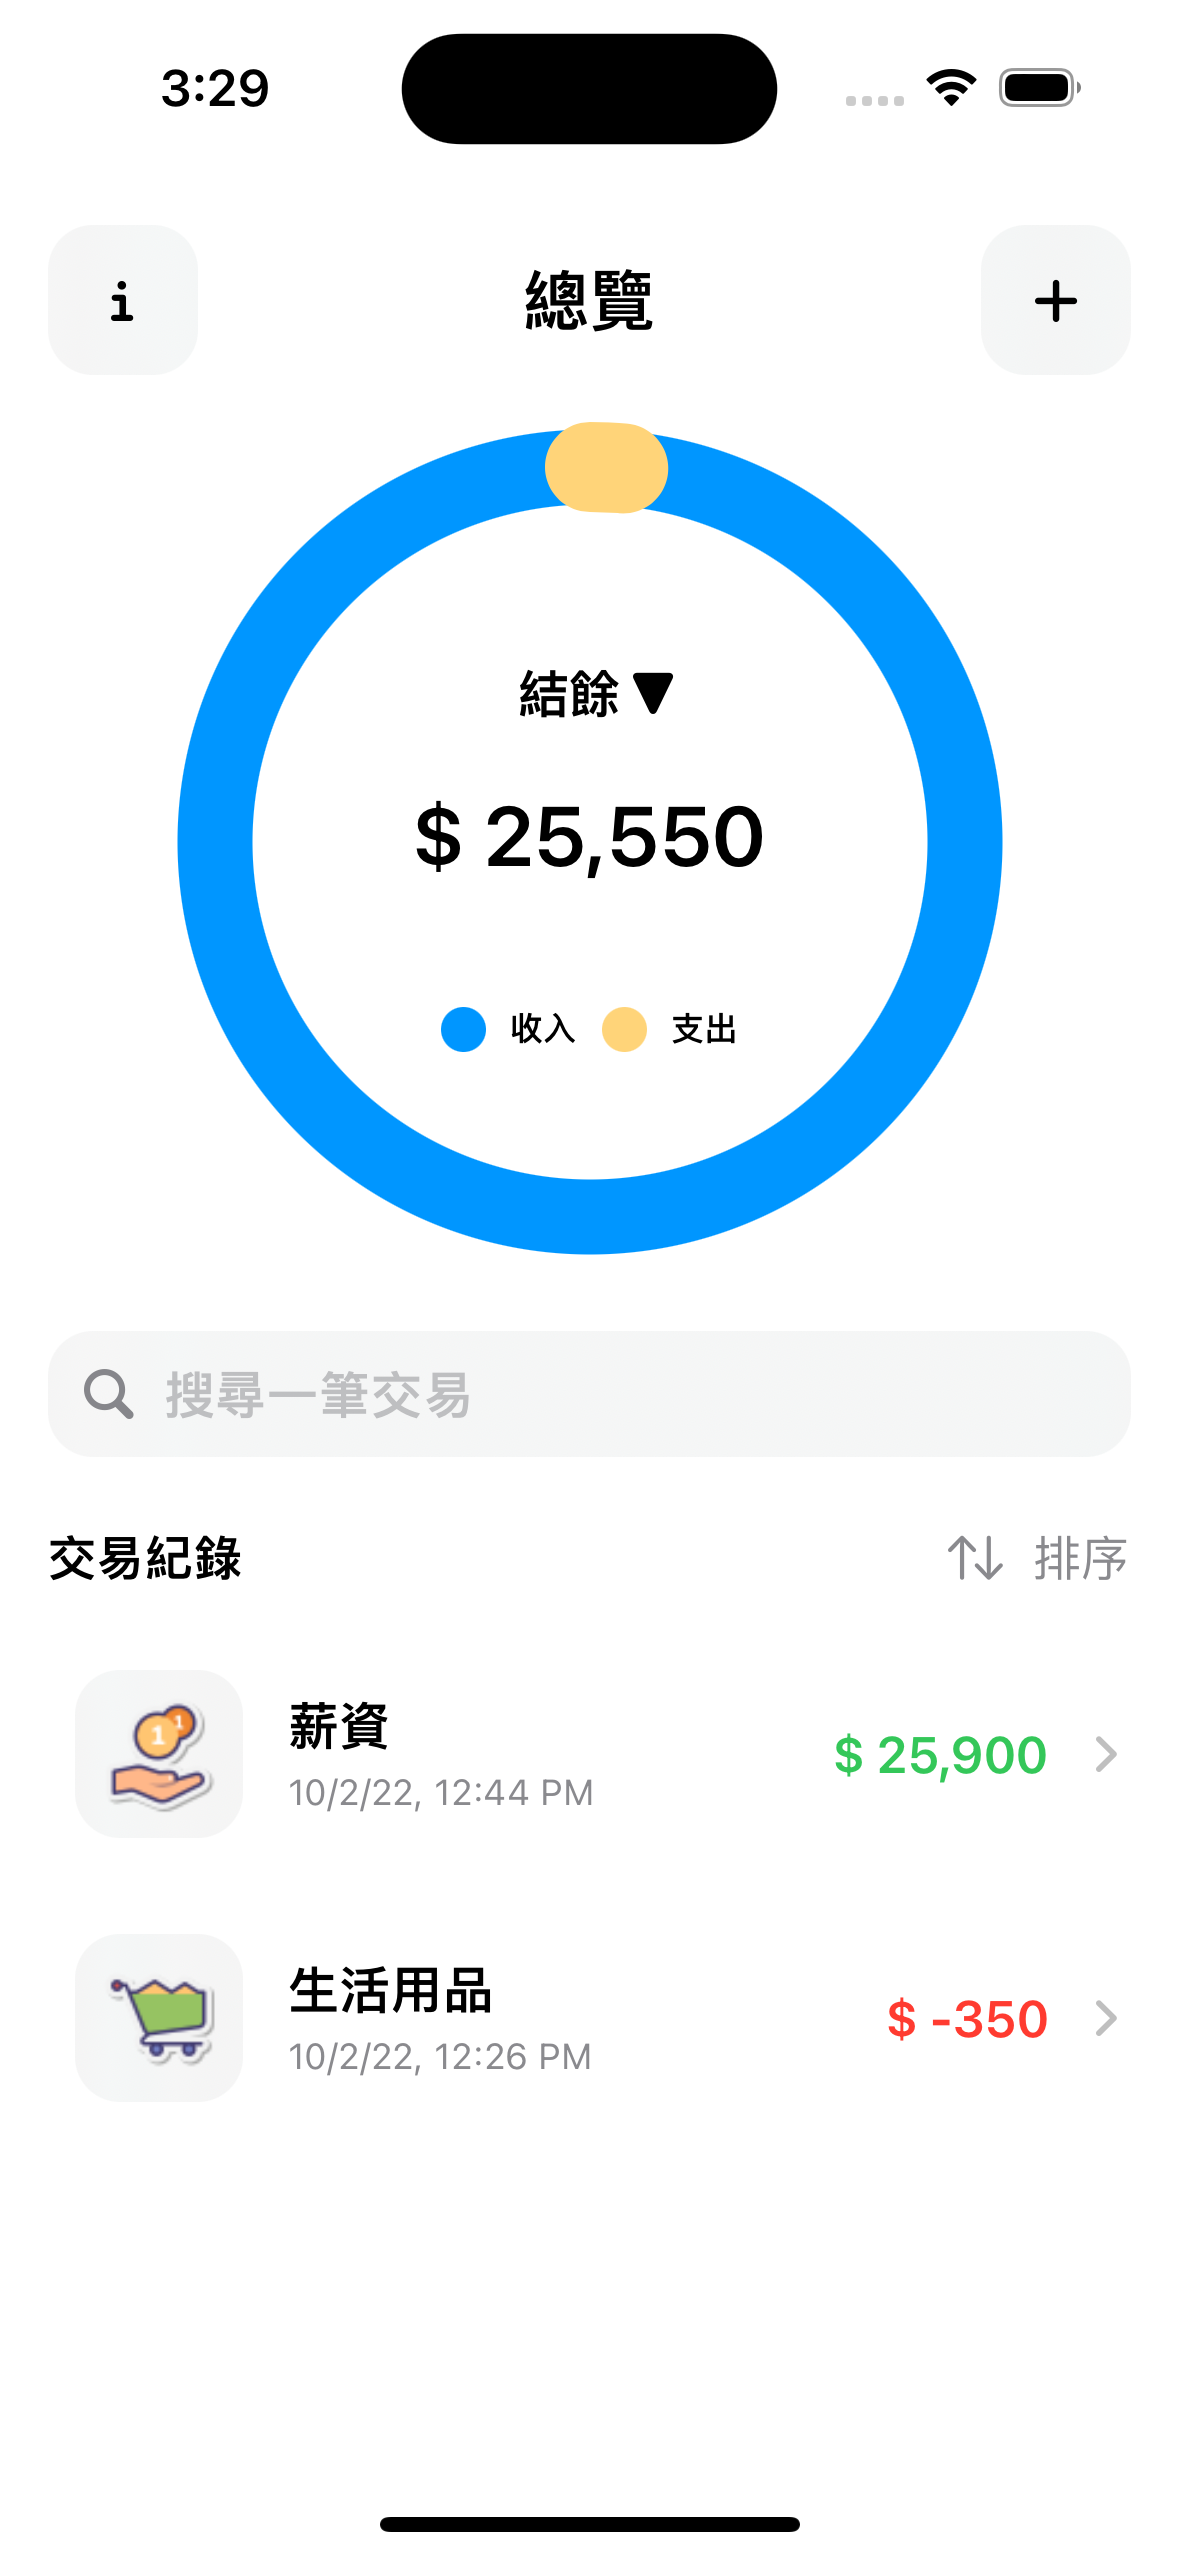 3:29
i
總覽
+
結餘 ▼
$ 25,550
收入 支出
搜尋一筆交易
交易紀錄
排序
薪資
10/2/22, 12:44 PM
$ 25,900
生活用品
10/2/22, 12:26 PM
$ -350